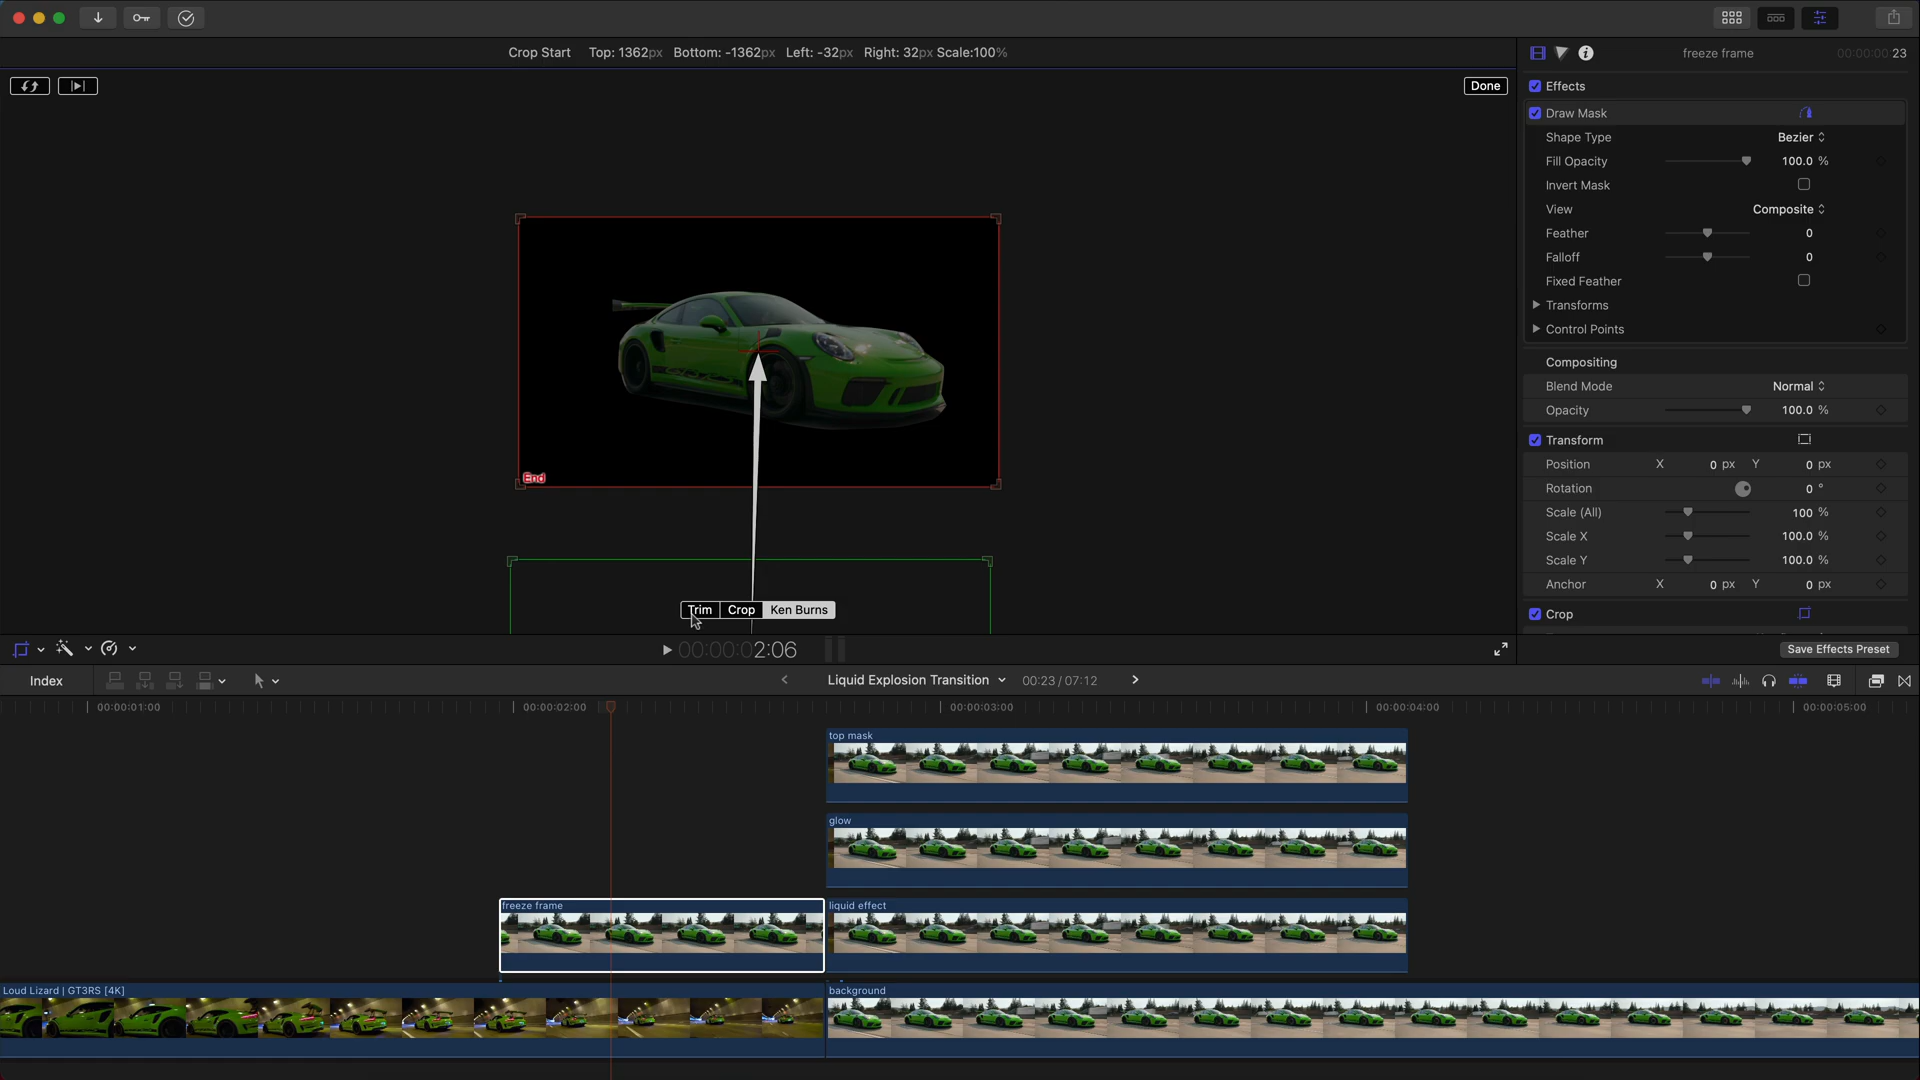 Crop Start Top: 1362px Bottom: -1362px Left: -32px Right: 32px Scale:100%
freeze frame 00:00:00:23
Done
Effects
Draw Mask
Shape Type Bezier
Fill Opacity 100.0 %
Invert Mask
View Composite
Feather 0
Falloff 0
Fixed Feather
Transforms
Control Points
Compositing
Blend Mode Normal
Opacity 100.0 %
Transform
Position X 0 px Y 0 px
Rotation 0 °
Scale (All) 100 %
Scale X 100.0 %
Scale Y 100.0 %
Anchor X 0 px Y 0 px
Crop
End
Trim Crop Ken Burns
00:00:02:06
Save Effects Preset
Index
Liquid Explosion Transition 00:23 / 07:12
00:00:01:00 00:00:02:00 00:00:03:00 00:00:04:00 00:00:05:00
top mask
glow
freeze frame
liquid effect
Loud Lizard | GT3RS [4K]
background